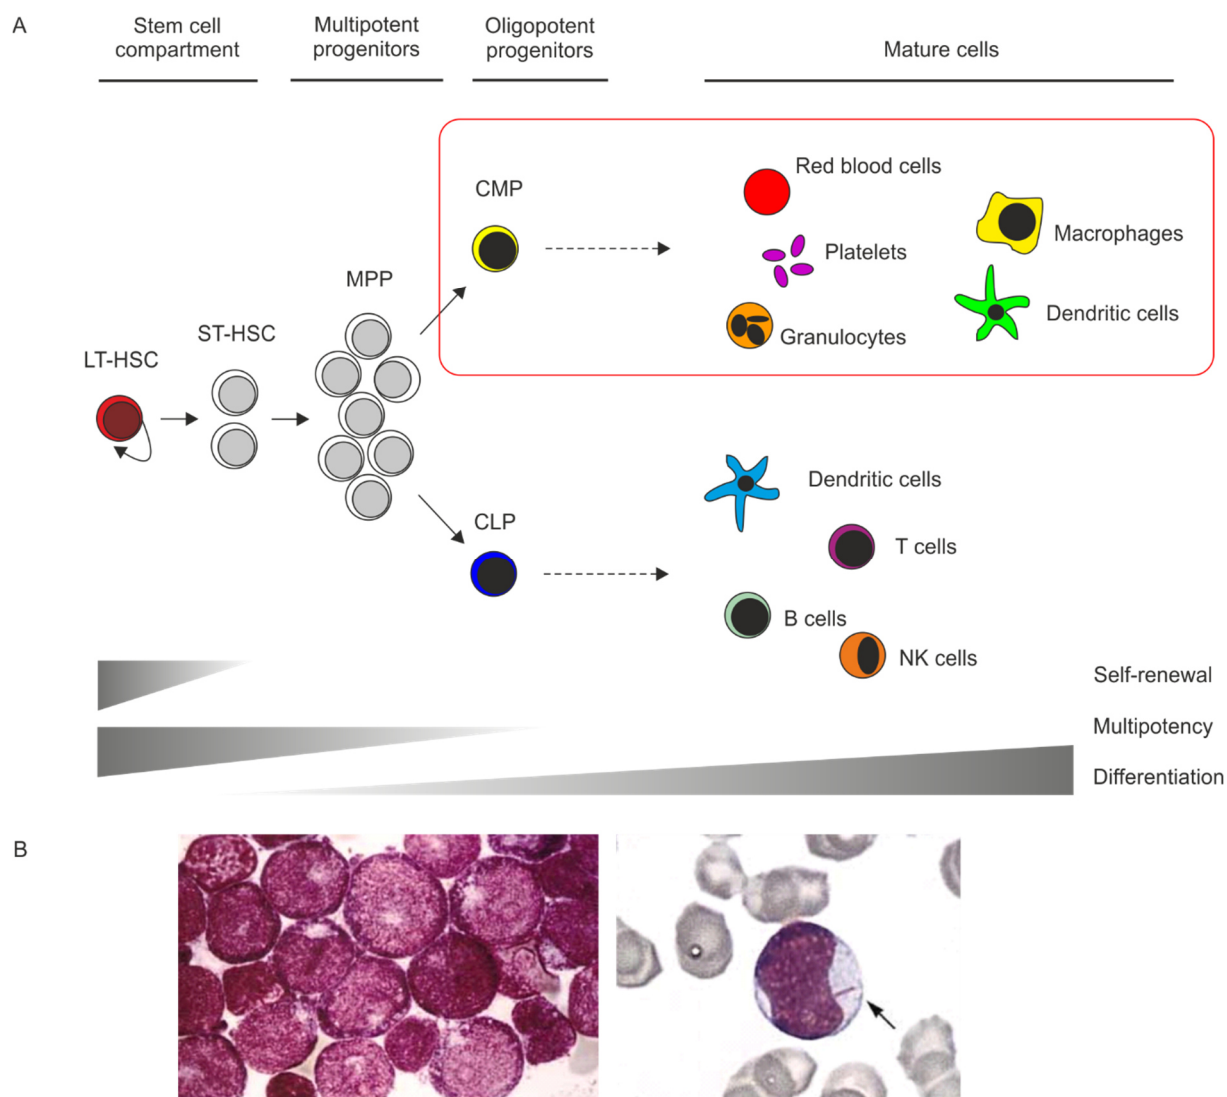 A
Stem cell
compartment
Multipotent
progenitors
Oligopotent
progenitors
Mature cells
CMP
Red blood cells
Macrophages
Platelets
MPP
Dendritic cells
ST-HSC
Granulocytes
LT-HSC
Dendritic cells
CLP
T cells
B cells
NK cells
Self-renewal
Multipotency
Differentiation
B